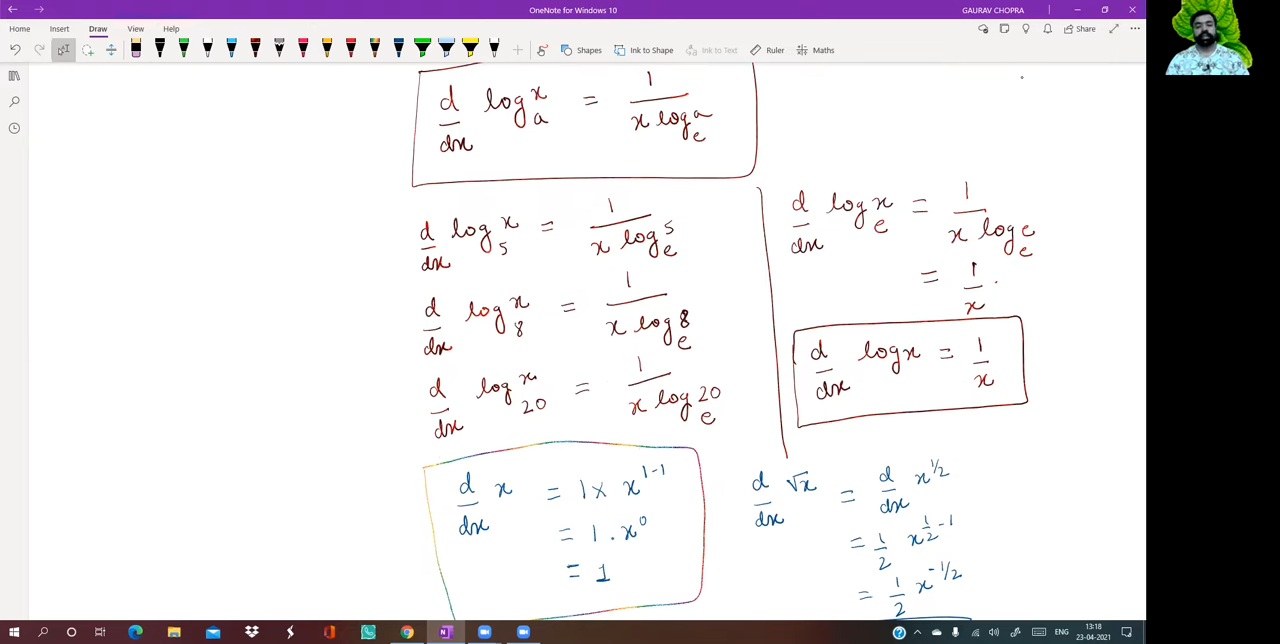 OneNote for Windows 10
GAURAV CHOPRA
Home Insert Draw View Help
Share
Shapes Ink to Shape Ink to Text Ruler Maths
d/dx log_a x = 1/(x log_e a)
d/dx log_5 x = 1/(x log_e 5)
d/dx log_8 x = 1/(x log_e 8)
d/dx log_20 x = 1/(x log_e 20)
d/dx log_e x = 1/(x log_e e)
= 1/x .
d/dx log x = 1/x
d/dx x = 1 × x^(1-1)
= 1 . x^0
= 1
d/dx √x = d/dx x^(1/2)
= 1/2 x^(1/2 - 1)
= 1/2 x^(-1/2)
ENG
13:18
23-04-2021